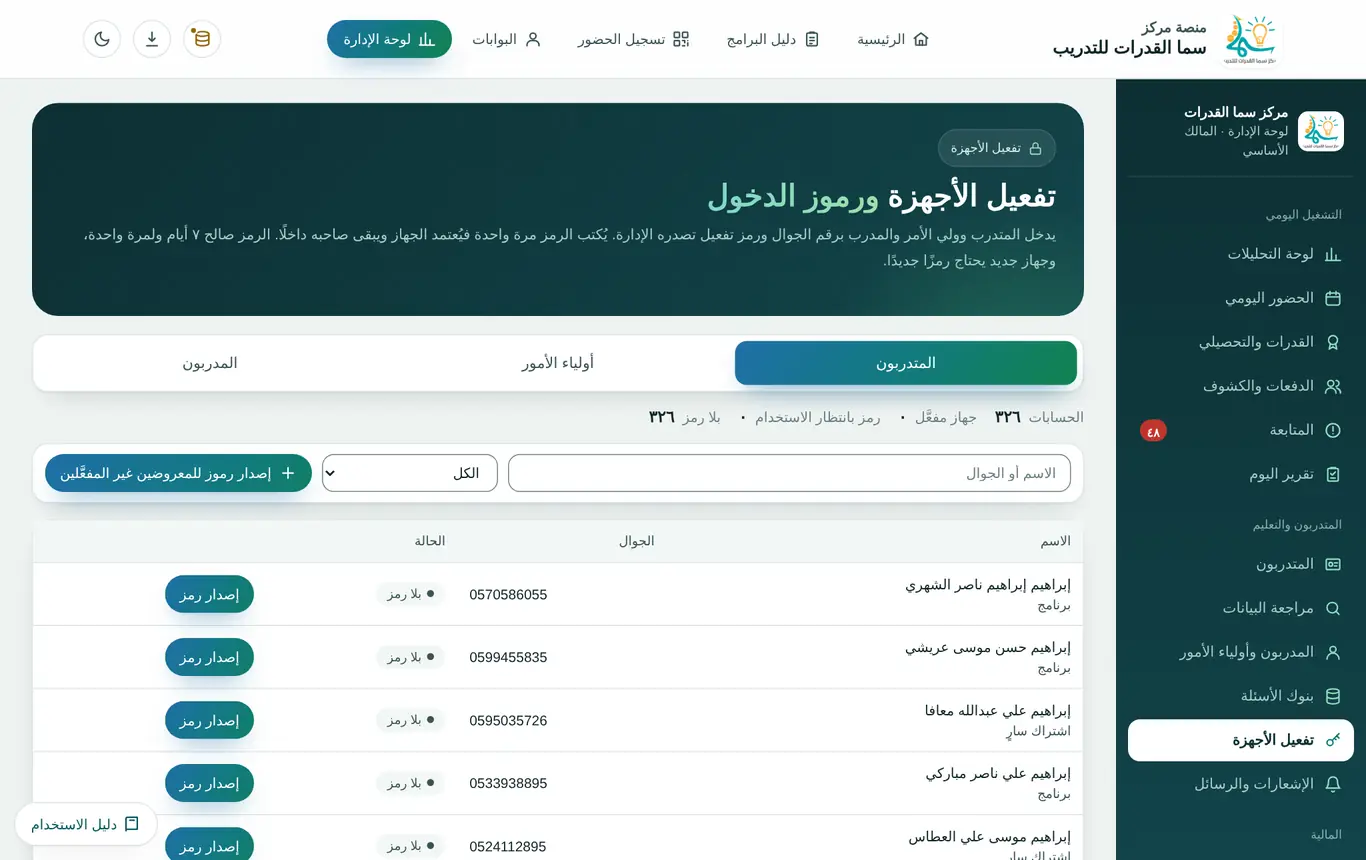 منصة مركز
سما القدرات للتدريب
الرئيسية
دليل البرامج
تسجيل الحضور
البوابات
لوحة الإدارة
مركز سما القدرات
لوحة الإدارة · المالك
الأساسي
التشغيل اليومي
لوحة التحليلات
الحضور اليومي
القدرات والتحصيلي
الدفعات والكشوف
المتابعة
٤٨
تقرير اليوم
المتدربون والتعليم
المتدربون
مراجعة البيانات
المدربون وأولياء الأمور
بنوك الأسئلة
تفعيل الأجهزة
الإشعارات والرسائل
المالية
تفعيل الأجهزة
تفعيل الأجهزة ورموز الدخول
يدخل المتدرب وولي الأمر والمدرب برقم الجوال ورمز تفعيل تصدره الإدارة. يُكتب الرمز مرة واحدة فيُعتمد الجهاز ويبقى صاحبه داخلًا. الرمز صالح ٧ أيام ولمرة واحدة،
وجهاز جديد يحتاج رمزًا جديدًا.
المتدربون
أولياء الأمور
المدربون
الحسابات ٣٢٦ جهاز مفعَّل ٠ رمز بانتظار الاستخدام ٠ بلا رمز ٣٢٦
الاسم أو الجوال
الكل
إصدار رموز للمعروضين غير المفعَّلين
الاسم
الجوال
الحالة
إبراهيم إبراهيم ناصر الشهري
برنامج
0570586055
بلا رمز
إصدار رمز
إبراهيم حسن موسى عريشي
برنامج
0599455835
بلا رمز
إصدار رمز
إبراهيم علي عبدالله معافا
اشتراك سارٍ
0595035726
بلا رمز
إصدار رمز
إبراهيم علي ناصر مباركي
برنامج
0533938895
بلا رمز
إصدار رمز
إبراهيم موسى علي العطاس
اشتراك سارٍ
0524112895
بلا رمز
إصدار رمز
دليل الاستخدام